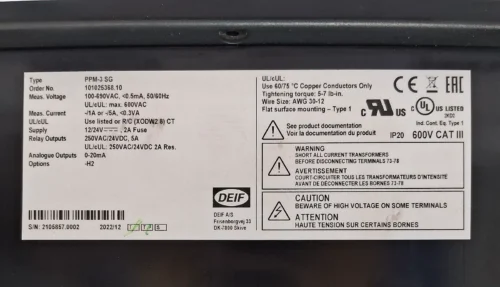 Type PPM-3 SG
Order no. 101025368.10
Meas. Voltage 100-690VAC, <0.5mA, 50/60Hz
UL/cUL: max. 600VAC
Meas. Current -/1A or -/5A, <0.3VA
UL/cUL Use listed or R/C (XODW2.8) CT
Supply 12/24V⎓, 2A Fuse
Relay Outputs 250VAC/24VDC, 5A
UL/cUL: 250VAC/24VDC 2A Res.
Analogue Outputs 0-20mA
Options -H2
DEIF
DEIF A/S
Frisenborgvej 33
DK-7800 Skive
S/N: 2106857.0002 2022/12
UL/cUL:
Use 60/75 °C Copper Conductors Only
Tightening torque: 5-7 lb-in.
Wire Size: AWG 30-12
Flat surface mounting – Type 1
CE EAC
c RU US
c UL US LISTED
Ind. Cont. Eq. Type 1
See documentation
Voir la documentation
IP20 600V CAT III
WARNING
SHORT ALL CURRENT TRANSFORMERS
BEFORE DISCONNECTING TERMINALS 73-78
AVERTISSEMENT
COURT-CIRCUITER TOUS LES TRANSFORMATEURS
AVANT DE DÉCONNECTER LES BORNES 73-78
CAUTION
BEWARE OF HIGH VOLTAGE ON SOME TERMINALS
ATTENTION
HAUTE TENSION SUR CERTAINS BORNES